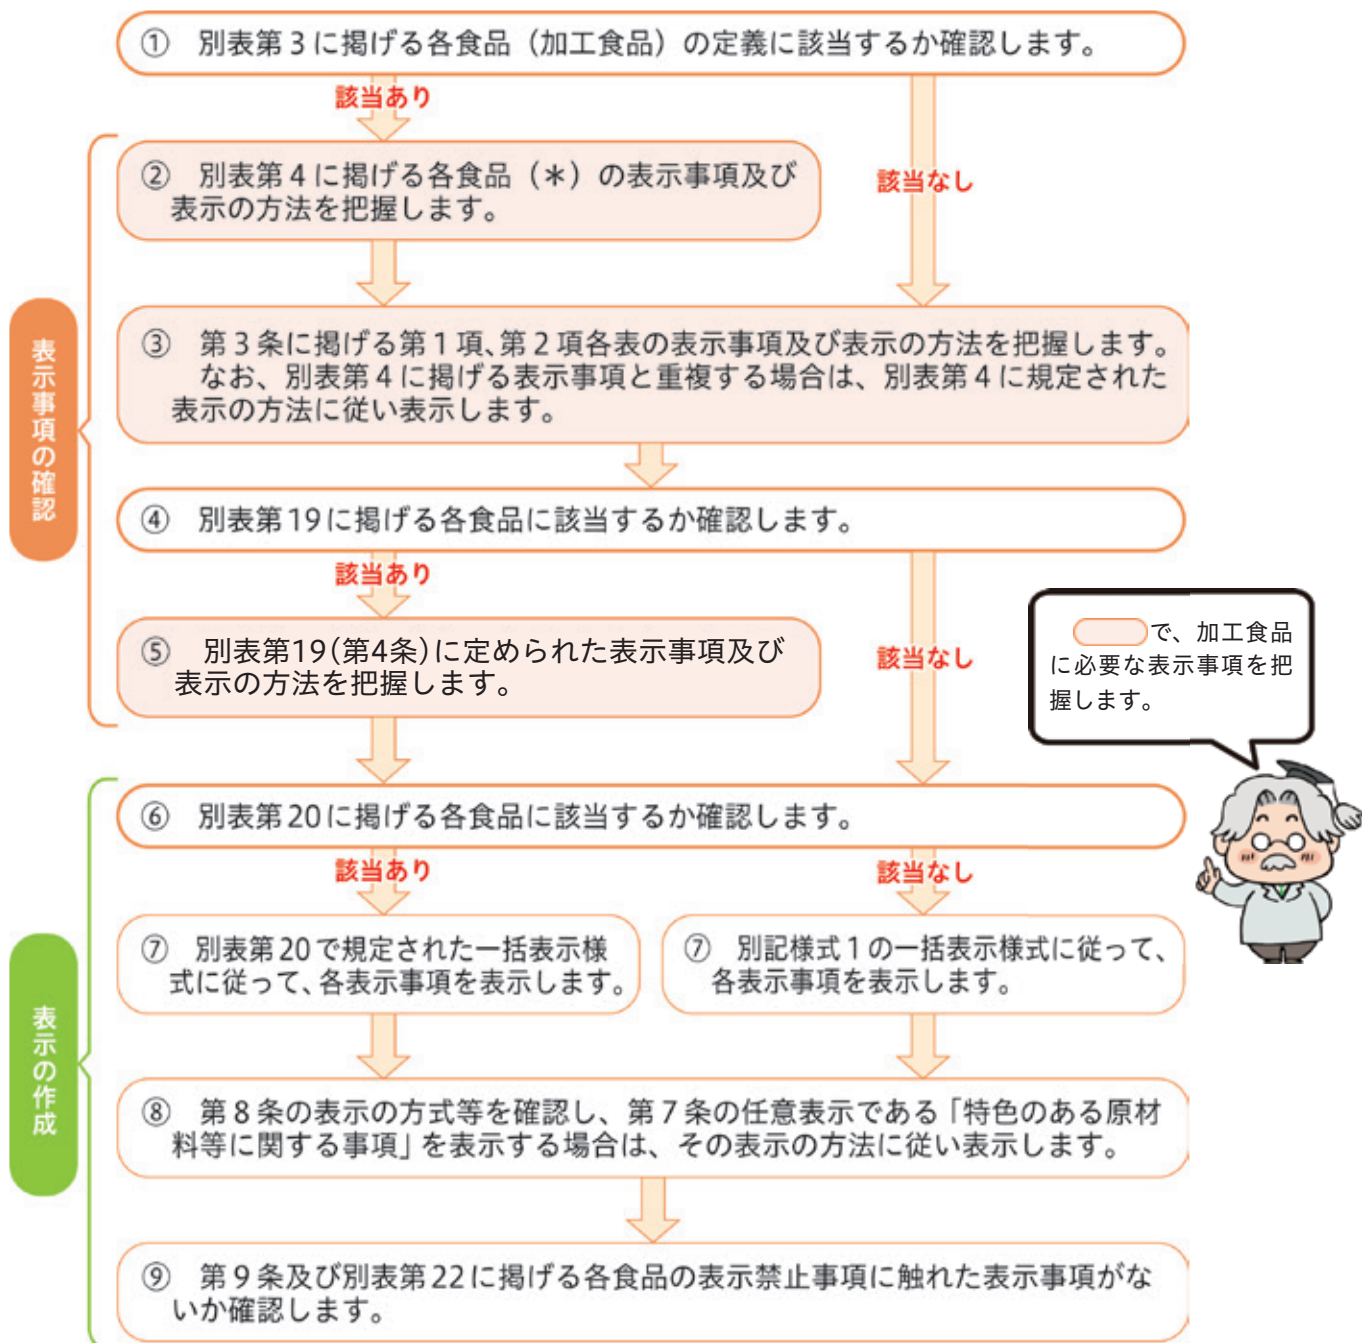 ① 別表第3に掲げる各食品（加工食品）の定義に該当するか確認します。
該当あり
該当なし
表示事項の確認
② 別表第4に掲げる各食品（＊）の表示事項及び
表示の方法を把握します。
③ 第3条に掲げる第1項、第2項各表の表示事項及び表示の方法を把握します。
なお、別表第4に掲げる表示事項と重複する場合は、別表第4に規定された
表示の方法に従い表示します。
④ 別表第19に掲げる各食品に該当するか確認します。
該当あり
該当なし
⑤ 別表第19(第4条)に定められた表示事項及び
表示の方法を把握します。
で、加工食品
に必要な表示事項を把
握します。
表示の作成
⑥ 別表第20に掲げる各食品に該当するか確認します。
該当あり
該当なし
⑦ 別表第20で規定された一括表示様
式に従って、各表示事項を表示します。
⑦ 別記様式1の一括表示様式に従って、
各表示事項を表示します。
⑧ 第8条の表示の方式等を確認し、第7条の任意表示である「特色のある原材
料等に関する事項」を表示する場合は、その表示の方法に従い表示します。
⑨ 第9条及び別表第22に掲げる各食品の表示禁止事項に触れた表示事項がな
いか確認します。